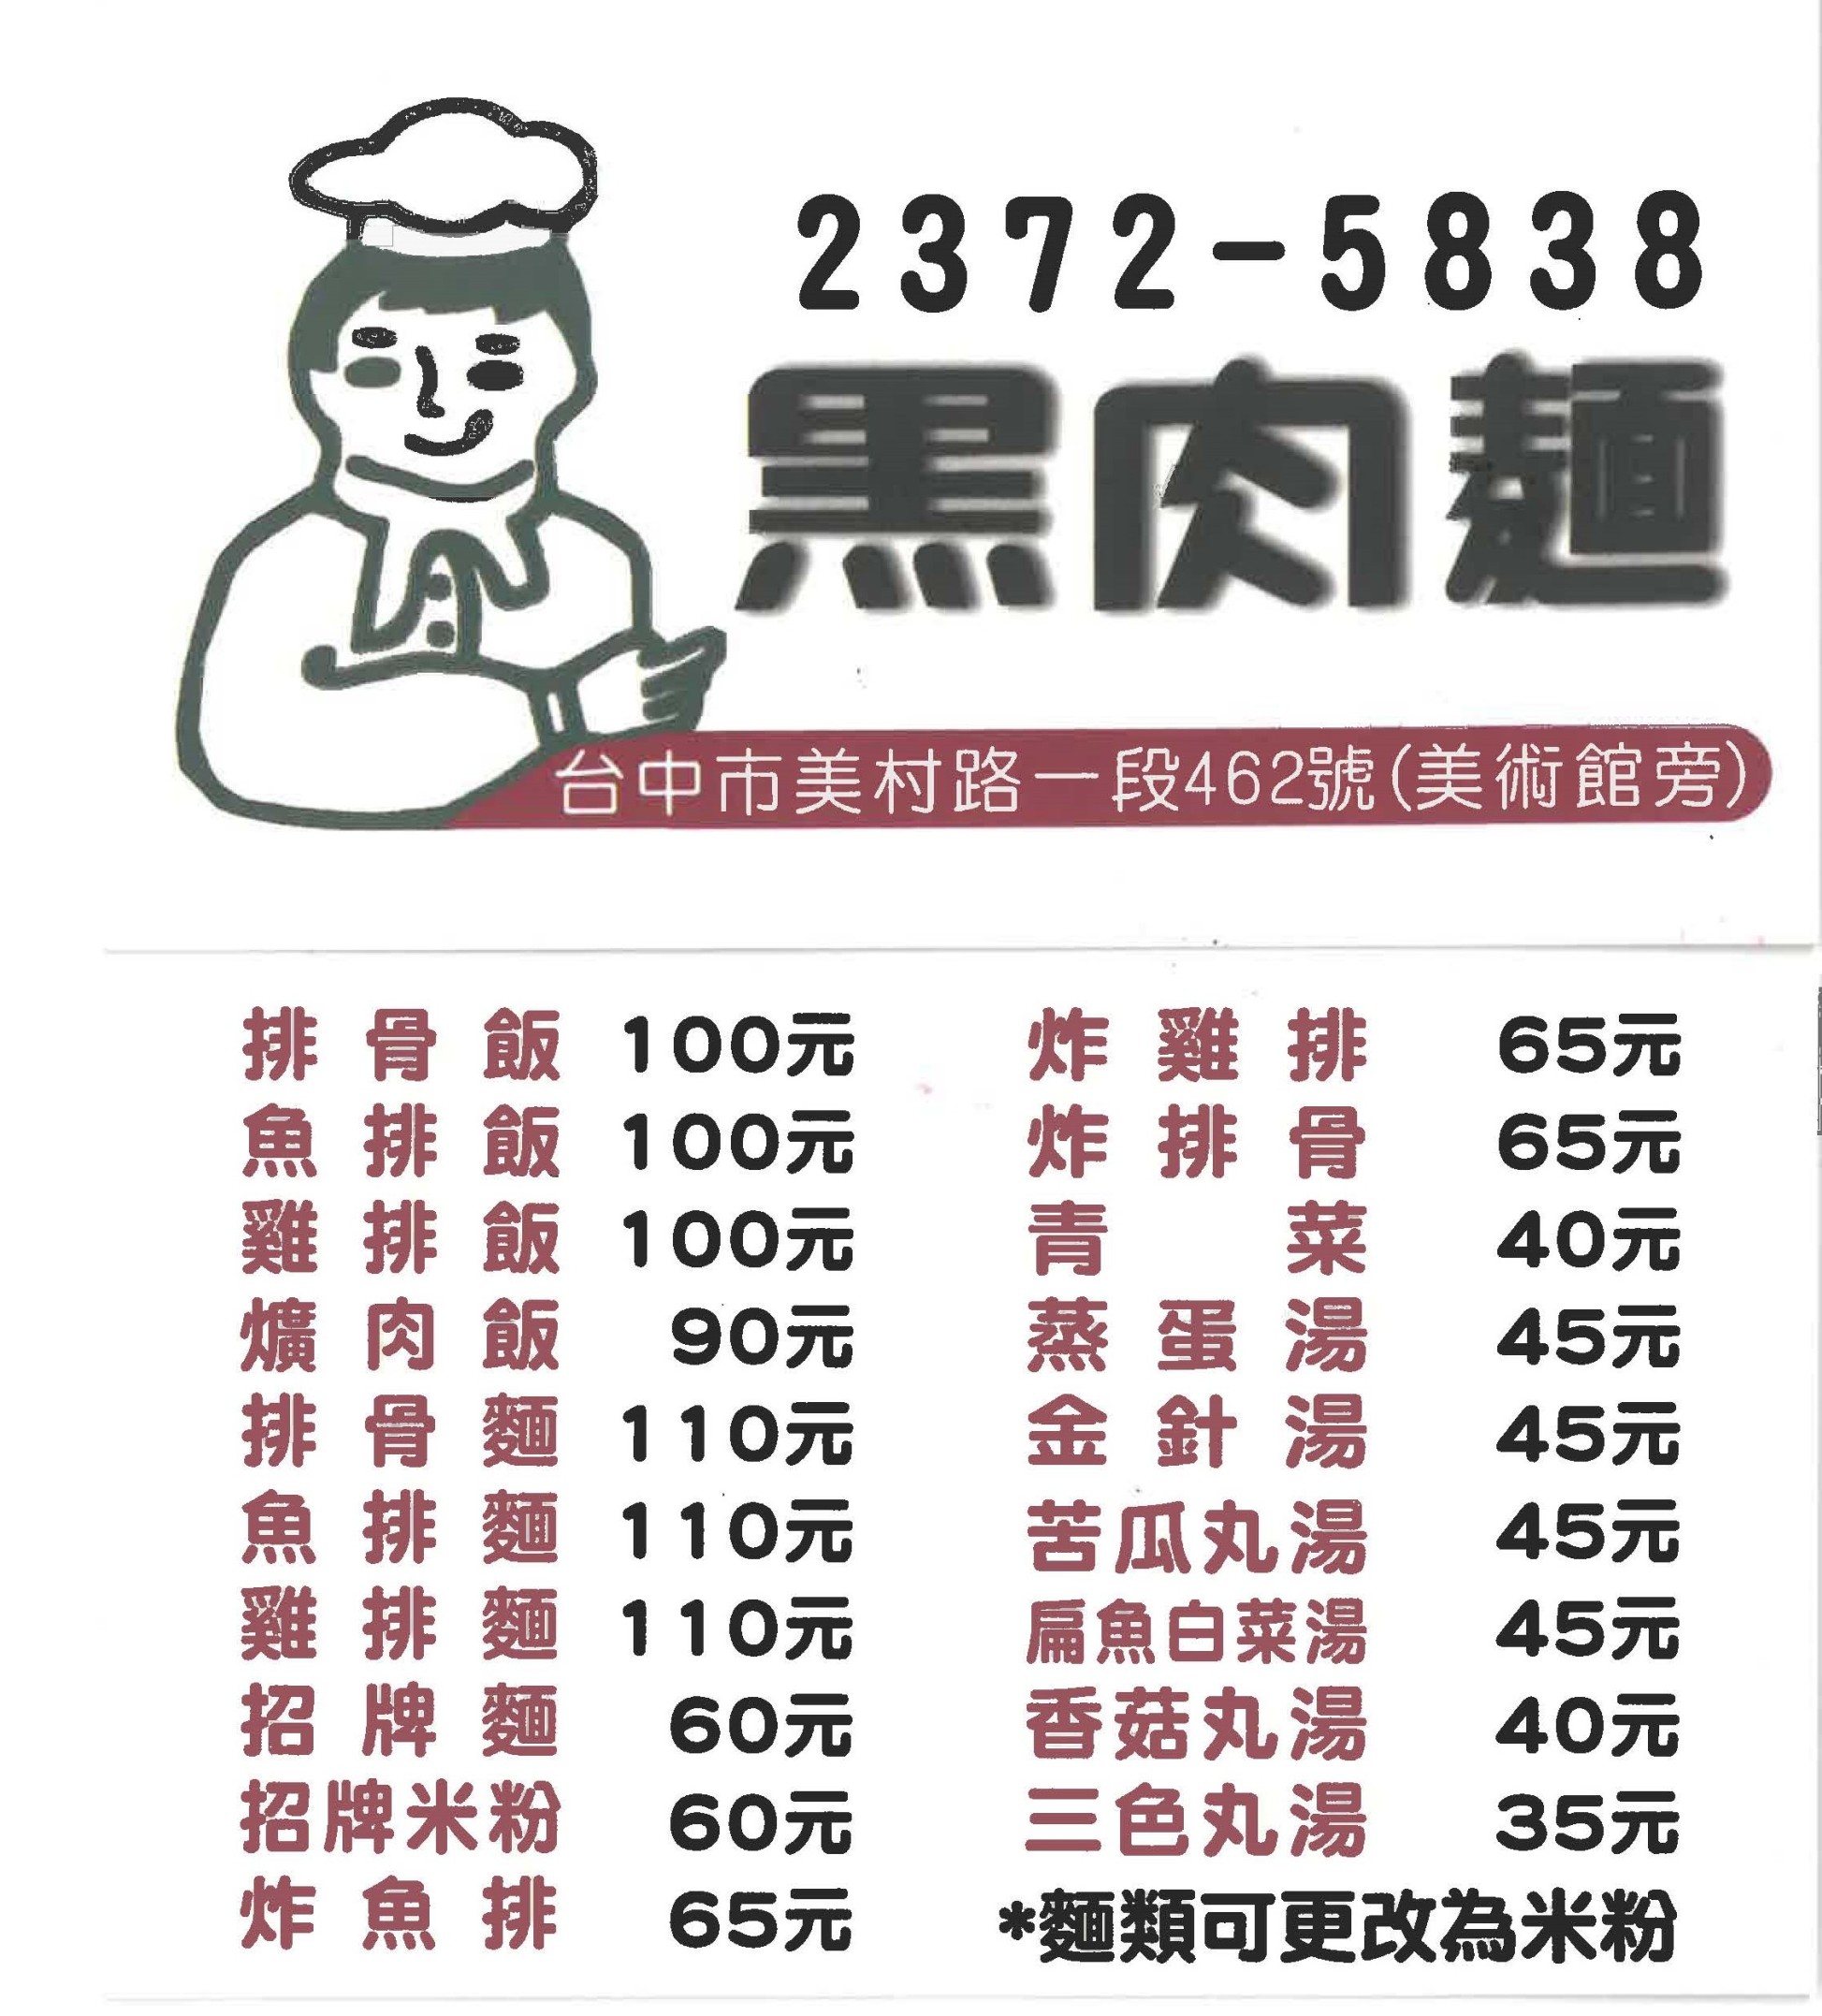 2372-5838
黑肉麵
台中市美村路一段462號(美術館旁)
排骨飯 100元
魚排飯 100元
雞排飯 100元
爌肉飯 90元
排骨麵 110元
魚排麵 110元
雞排麵 110元
招牌麵 60元
招牌米粉 60元
炸魚排 65元
炸雞排 65元
炸排骨 65元
青菜 40元
蒸蛋湯 45元
金針湯 45元
苦瓜丸湯 45元
扁魚白菜湯 45元
香菇丸湯 40元
三色丸湯 35元
*麵類可更改為米粉